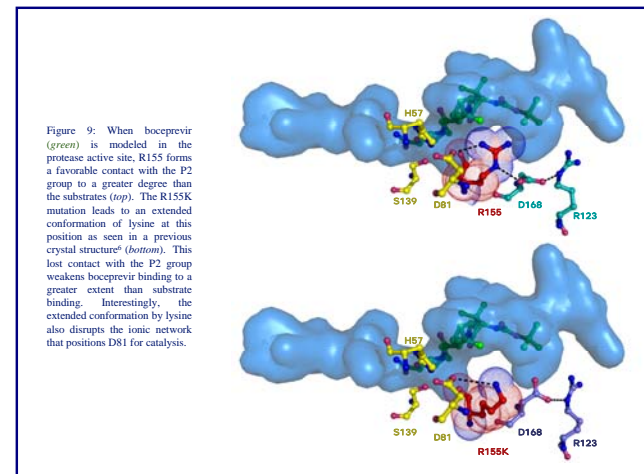 Figure 9: When boceprevir
(green) is modeled in the
protease active site, R155 forms
a favorable contact with the P2
group to a greater degree than
the substrates (top). The R155K
mutation leads to an extended
conformation of lysine at this
position as seen in a previous
crystal structure⁶ (bottom). This
lost contact with the P2 group
weakens boceprevir binding to a
greater extent than substrate
binding. Interestingly, the
extended conformation by lysine
also disrupts the ionic network
that positions D81 for catalysis.
H57
S139
D81
R155
D168
R123
H57
S139
D81
R155K
D168
R123